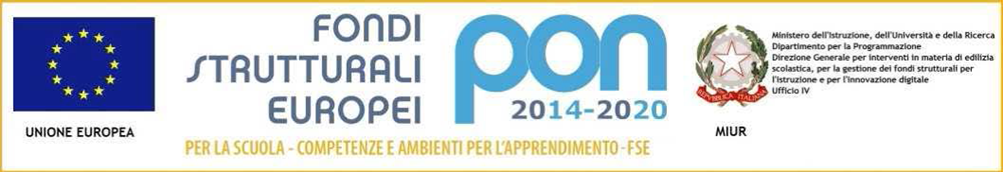 UNIONE EUROPEA
FONDI
STRUTTURALI
EUROPEI
pon
2014-2020
PER LA SCUOLA - COMPETENZE E AMBIENTI PER L'APPRENDIMENTO-FSE
REPVBBLICA ITALIANA
MIUR
Ministero dell'Istruzione, dell'Università e della Ricerca
Dipartimento per la Programmazione
Direzione Generale per interventi in materia di edilizia
scolastica, per la gestione dei fondi strutturali per
l'istruzione e per l'innovazione digitale
Ufficio IV